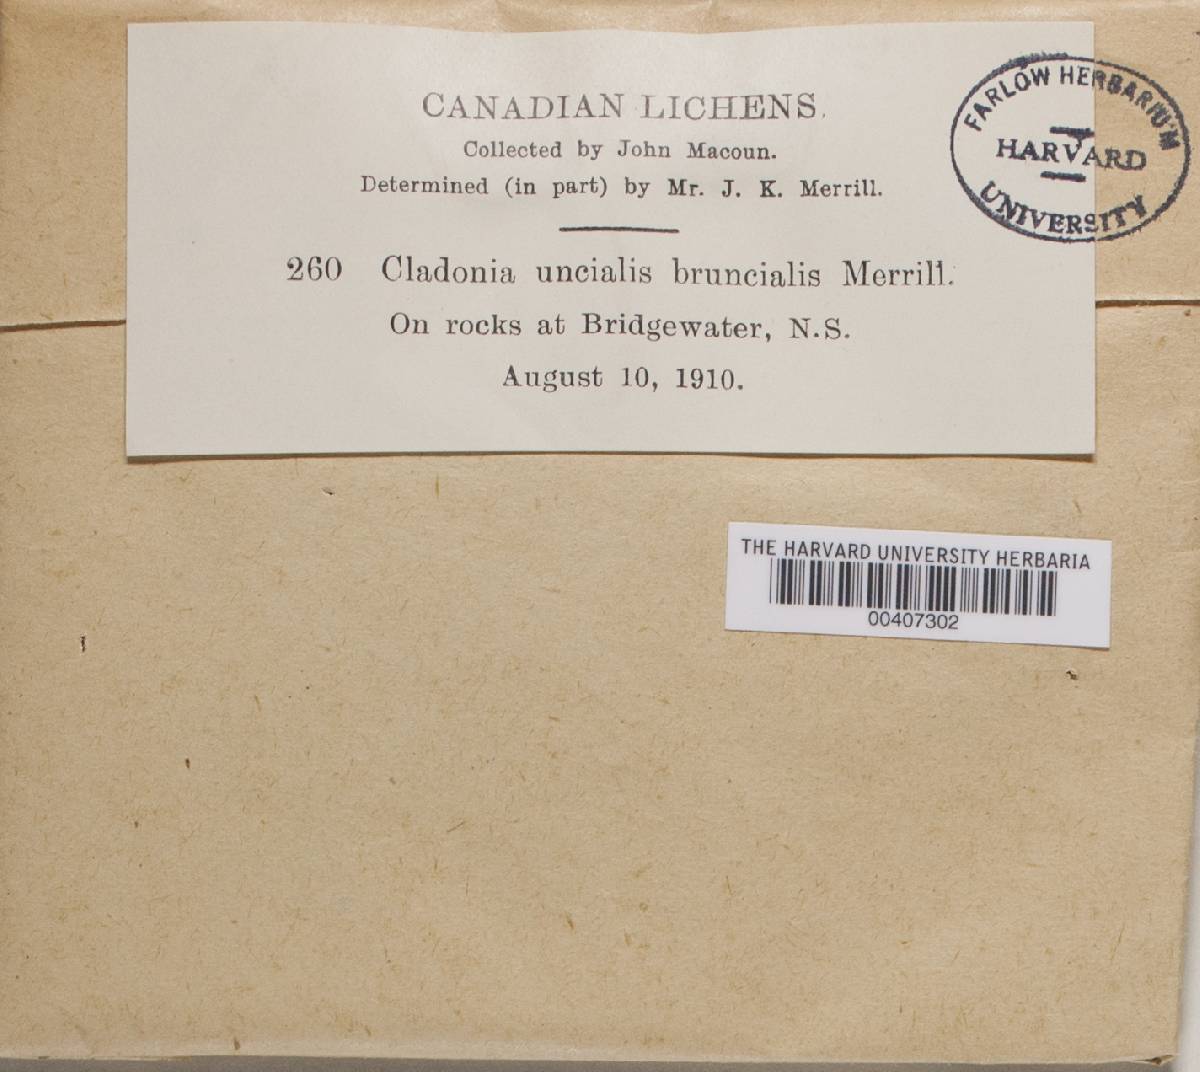 CANADIAN LICHENS.
Collected by John Macoun.
Determined (in part) by Mr. J. K. Merrill.
260 Cladonia uncialis bruncialis Merrill.
On rocks at Bridgewater, N.S.
August 10, 1910.
FARLOW HERBARIUM
HARVARD
UNIVERSITY
THE HARVARD UNIVERSITY HERBARIA
00407302